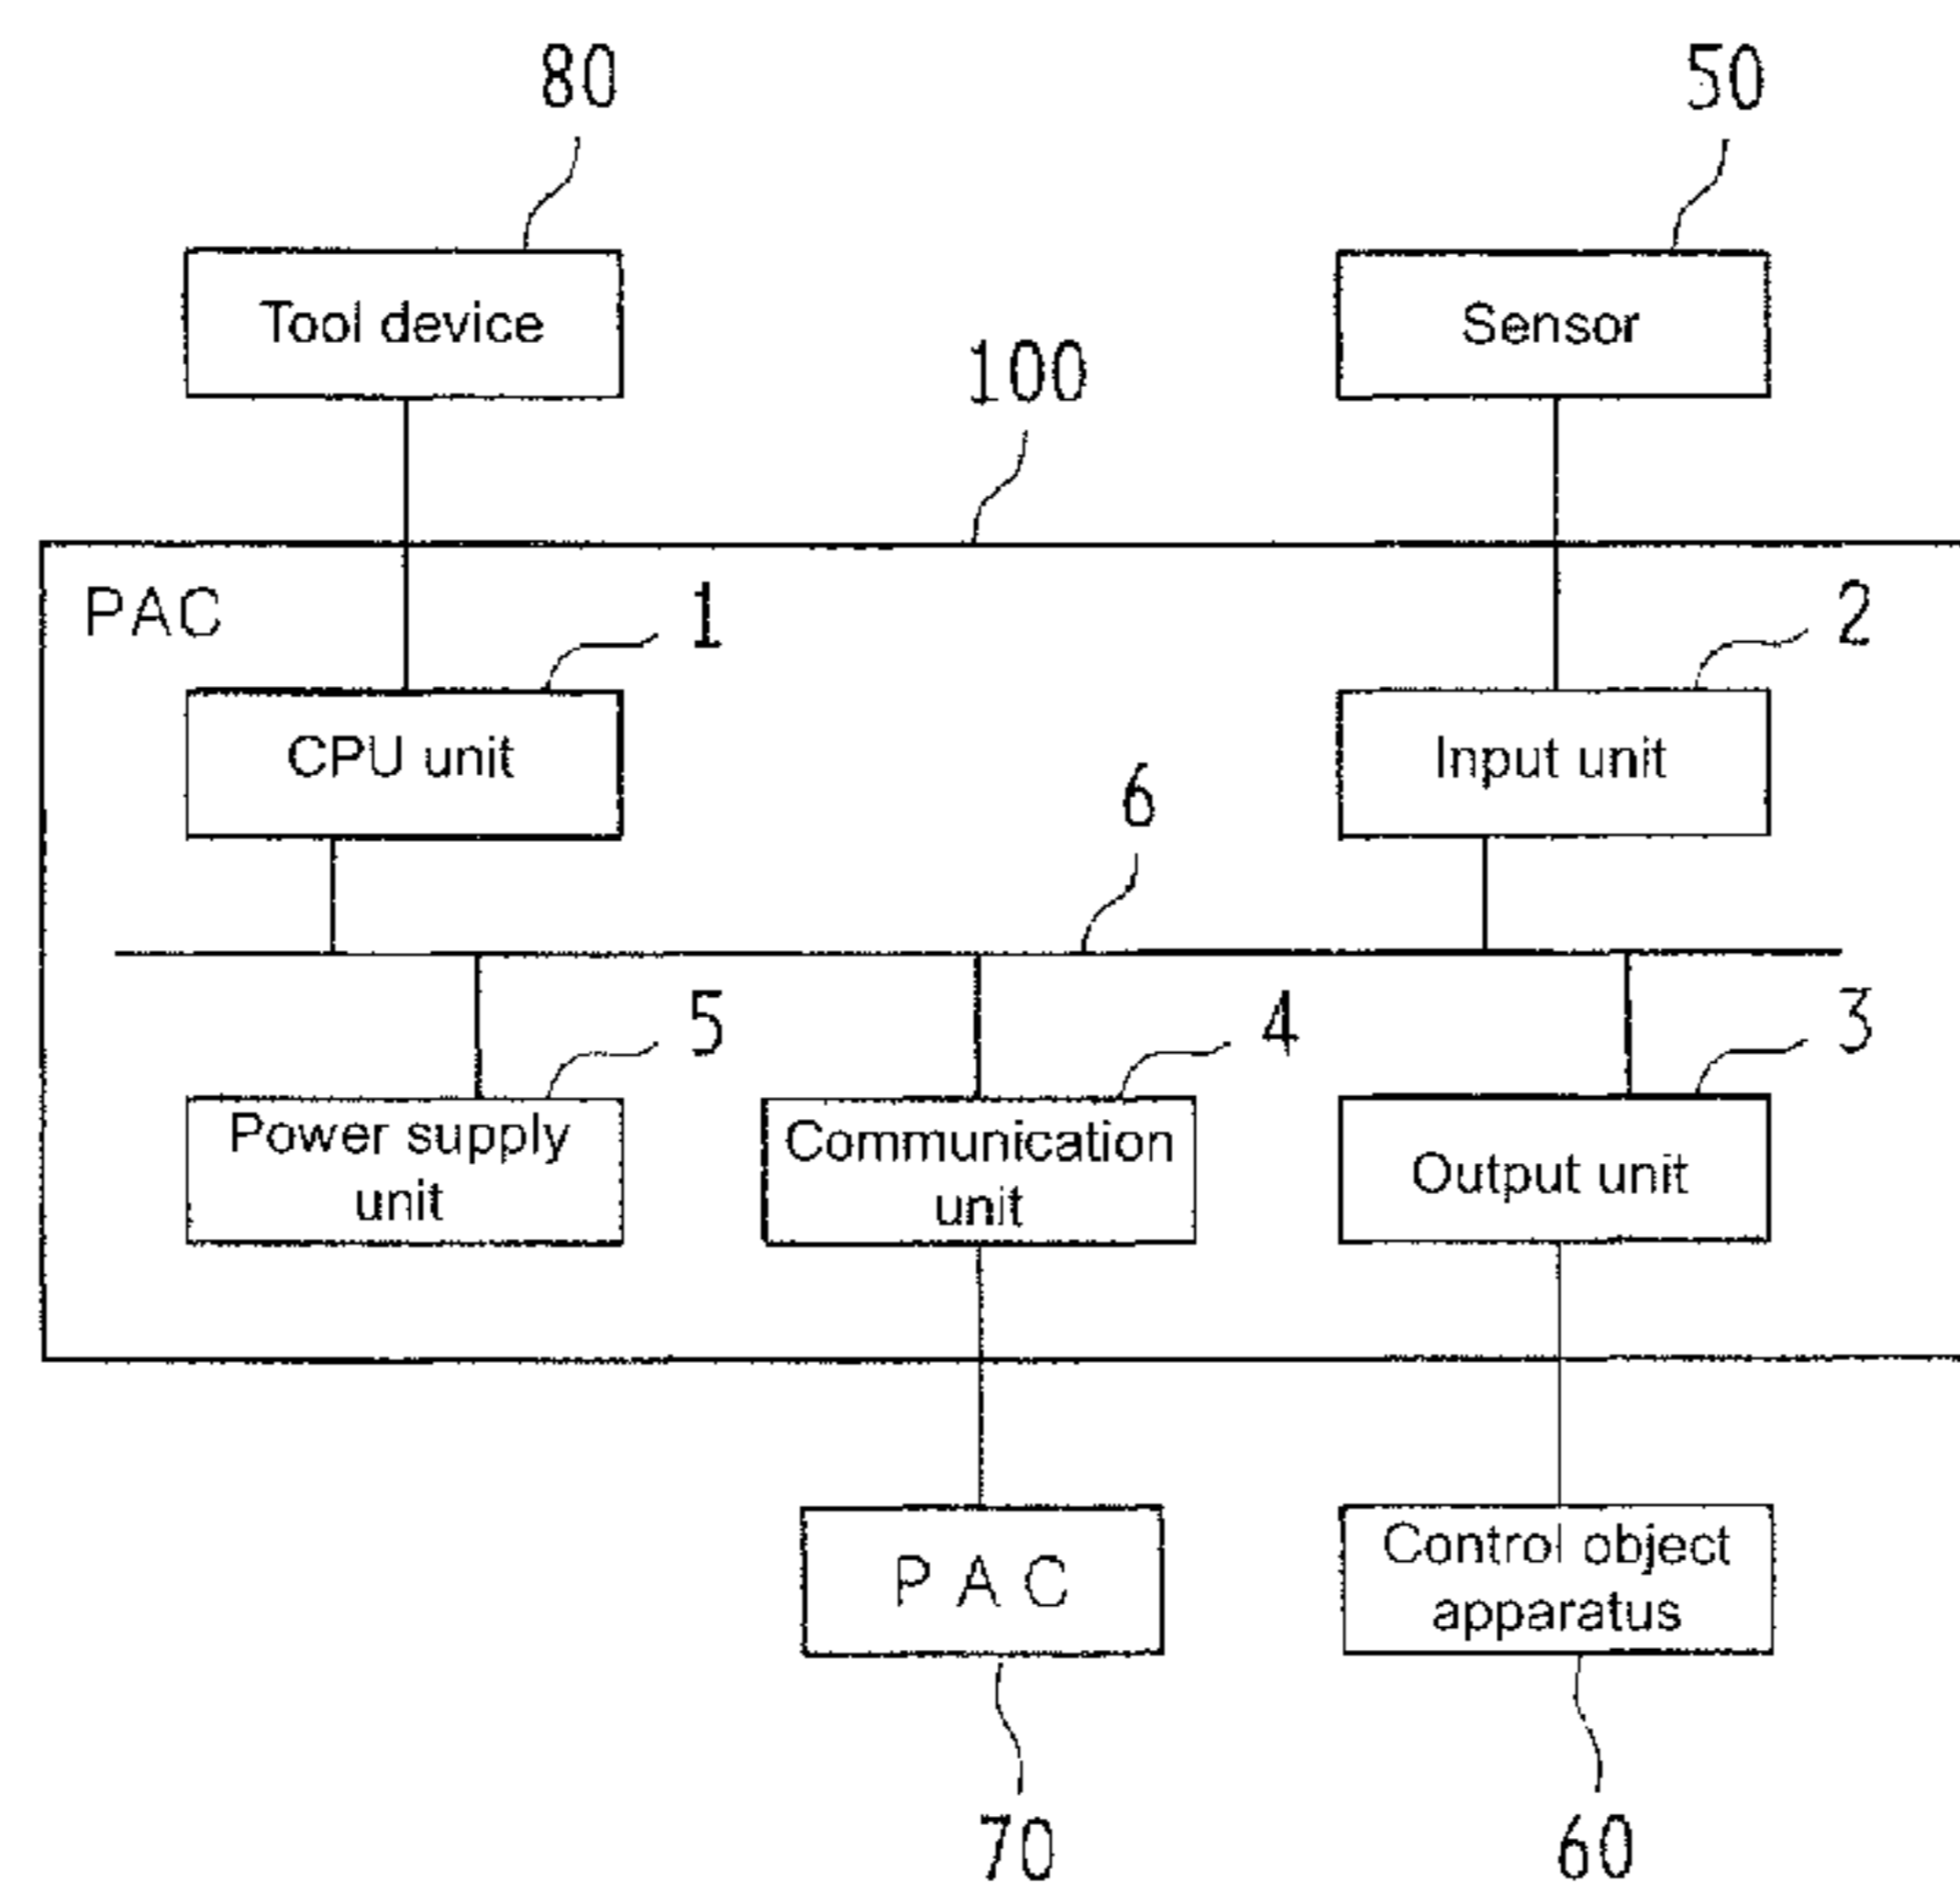 80
50
Tool device
Sensor
100
PAC
1
2
CPU unit
Input unit
6
5
4
3
Power supply
unit
Communication
unit
Output unit
P A C
Control object
apparatus
70
60